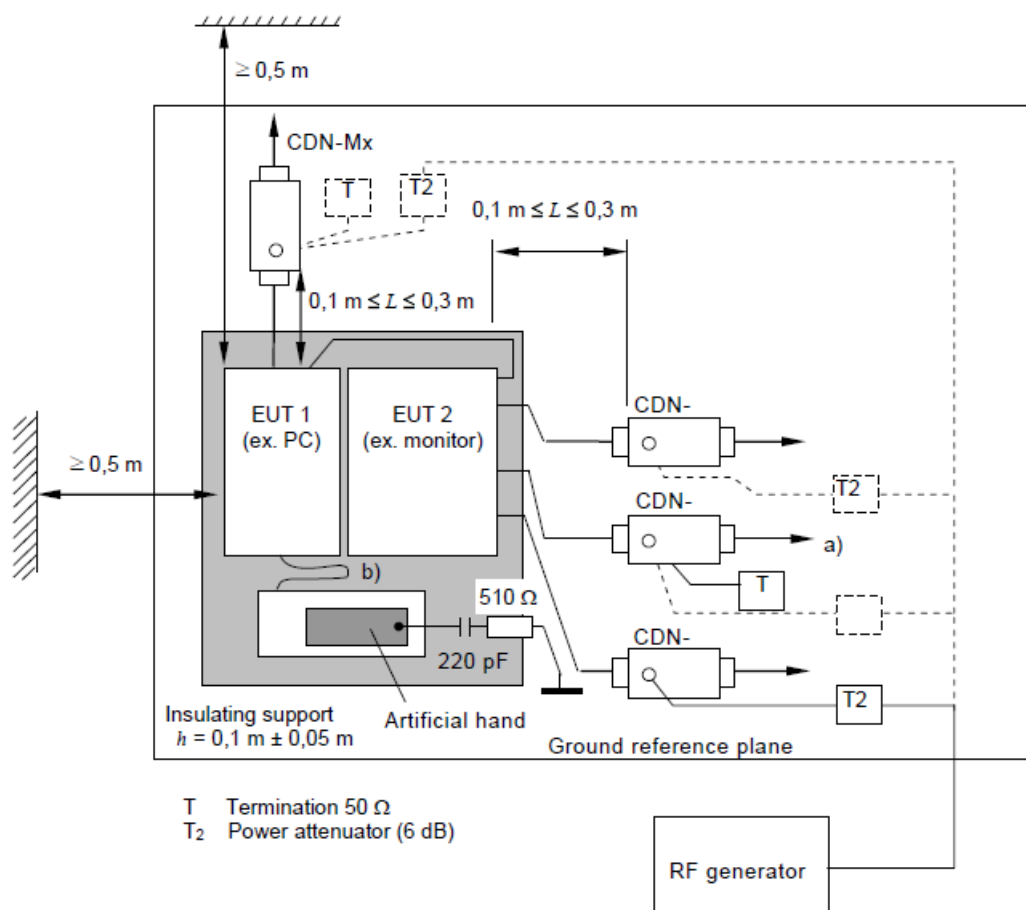 ≥ 0,5 m
CDN-Mx
T
T2
0,1 m ≤ L ≤ 0,3 m
0,1 m ≤ L ≤ 0,3 m
EUT 1
(ex. PC)
EUT 2
(ex. monitor)
CDN-
≥ 0,5 m
T2
CDN-
a)
b)
T
510 Ω
220 pF
CDN-
T2
Artificial hand
Insulating support
h = 0,1 m ± 0,05 m
Ground reference plane
T Termination 50 Ω
T₂ Power attenuator (6 dB)
RF generator